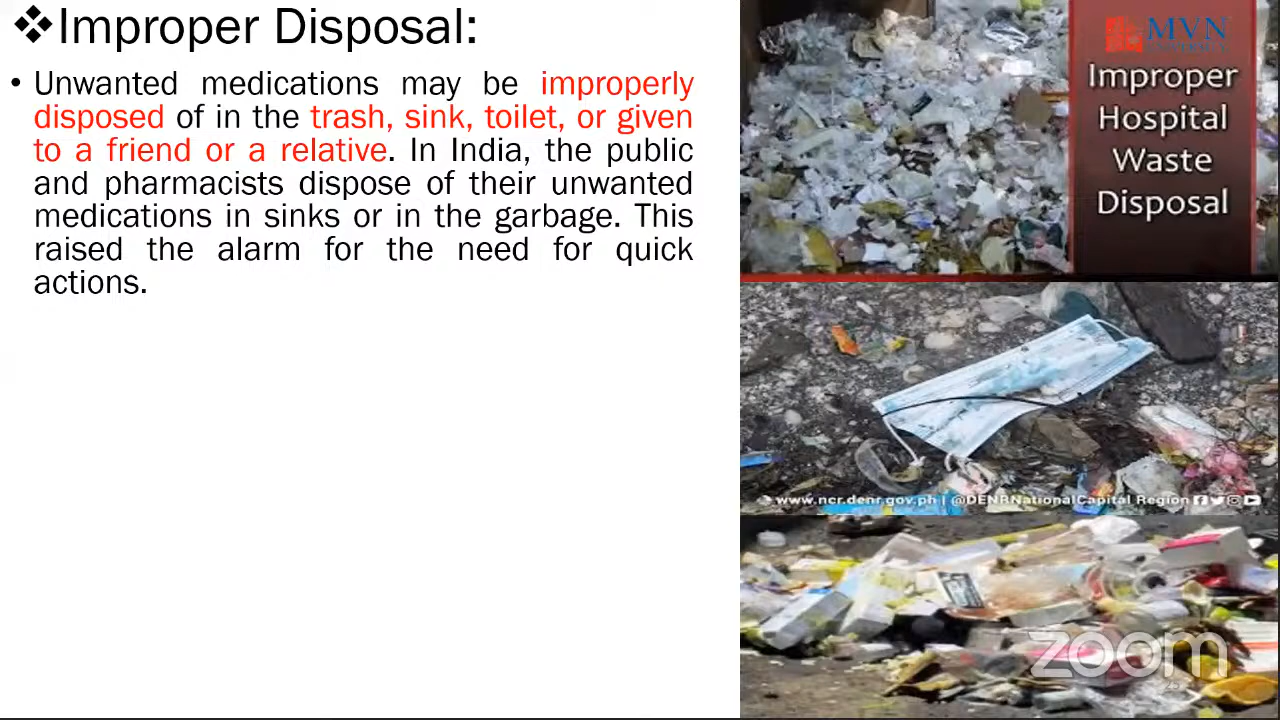 ❖Improper Disposal:
• Unwanted medications may be improperly
disposed of in the trash, sink, toilet, or given
to a friend or a relative. In India, the public
and pharmacists dispose of their unwanted
medications in sinks or in the garbage. This
raised the alarm for the need for quick
actions.
MVN
UNIVERSITY
Improper
Hospital
Waste
Disposal
www.ncr.denr.gov.ph | @DENRNationalCapital Region
zoom